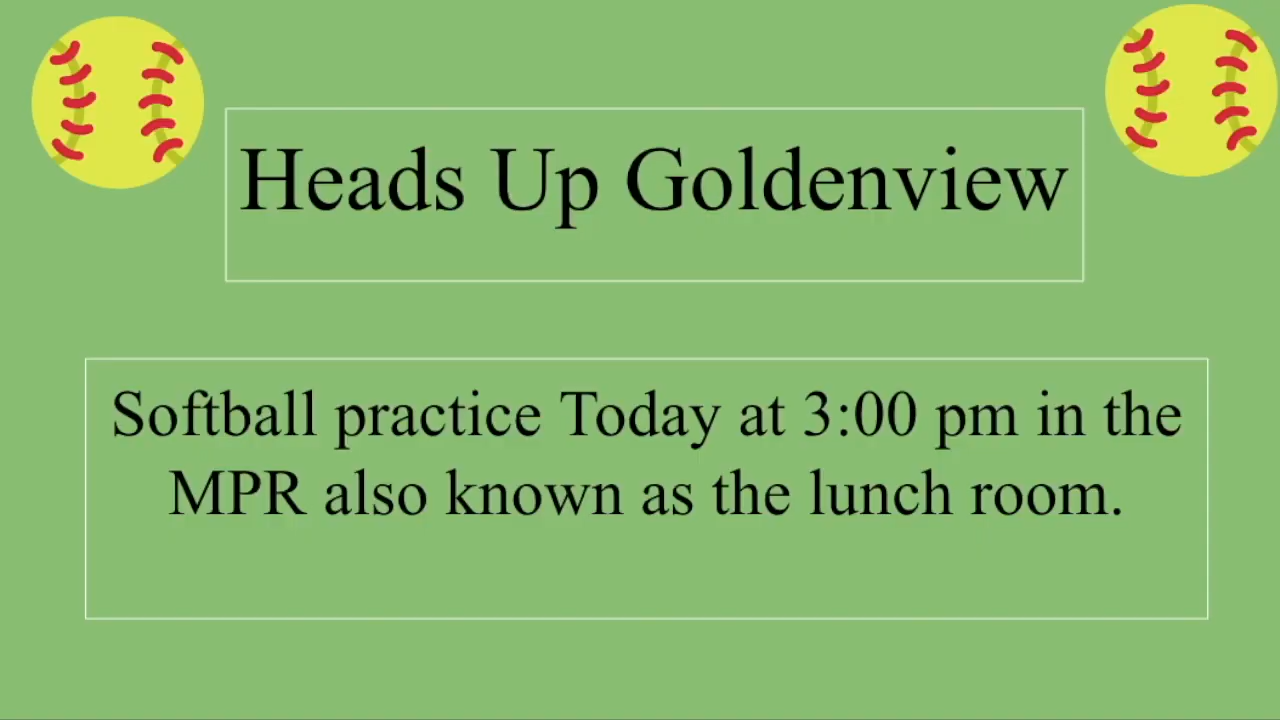 Heads Up Goldenview
Softball practice Today at 3:00 pm in the
MPR also known as the lunch room.